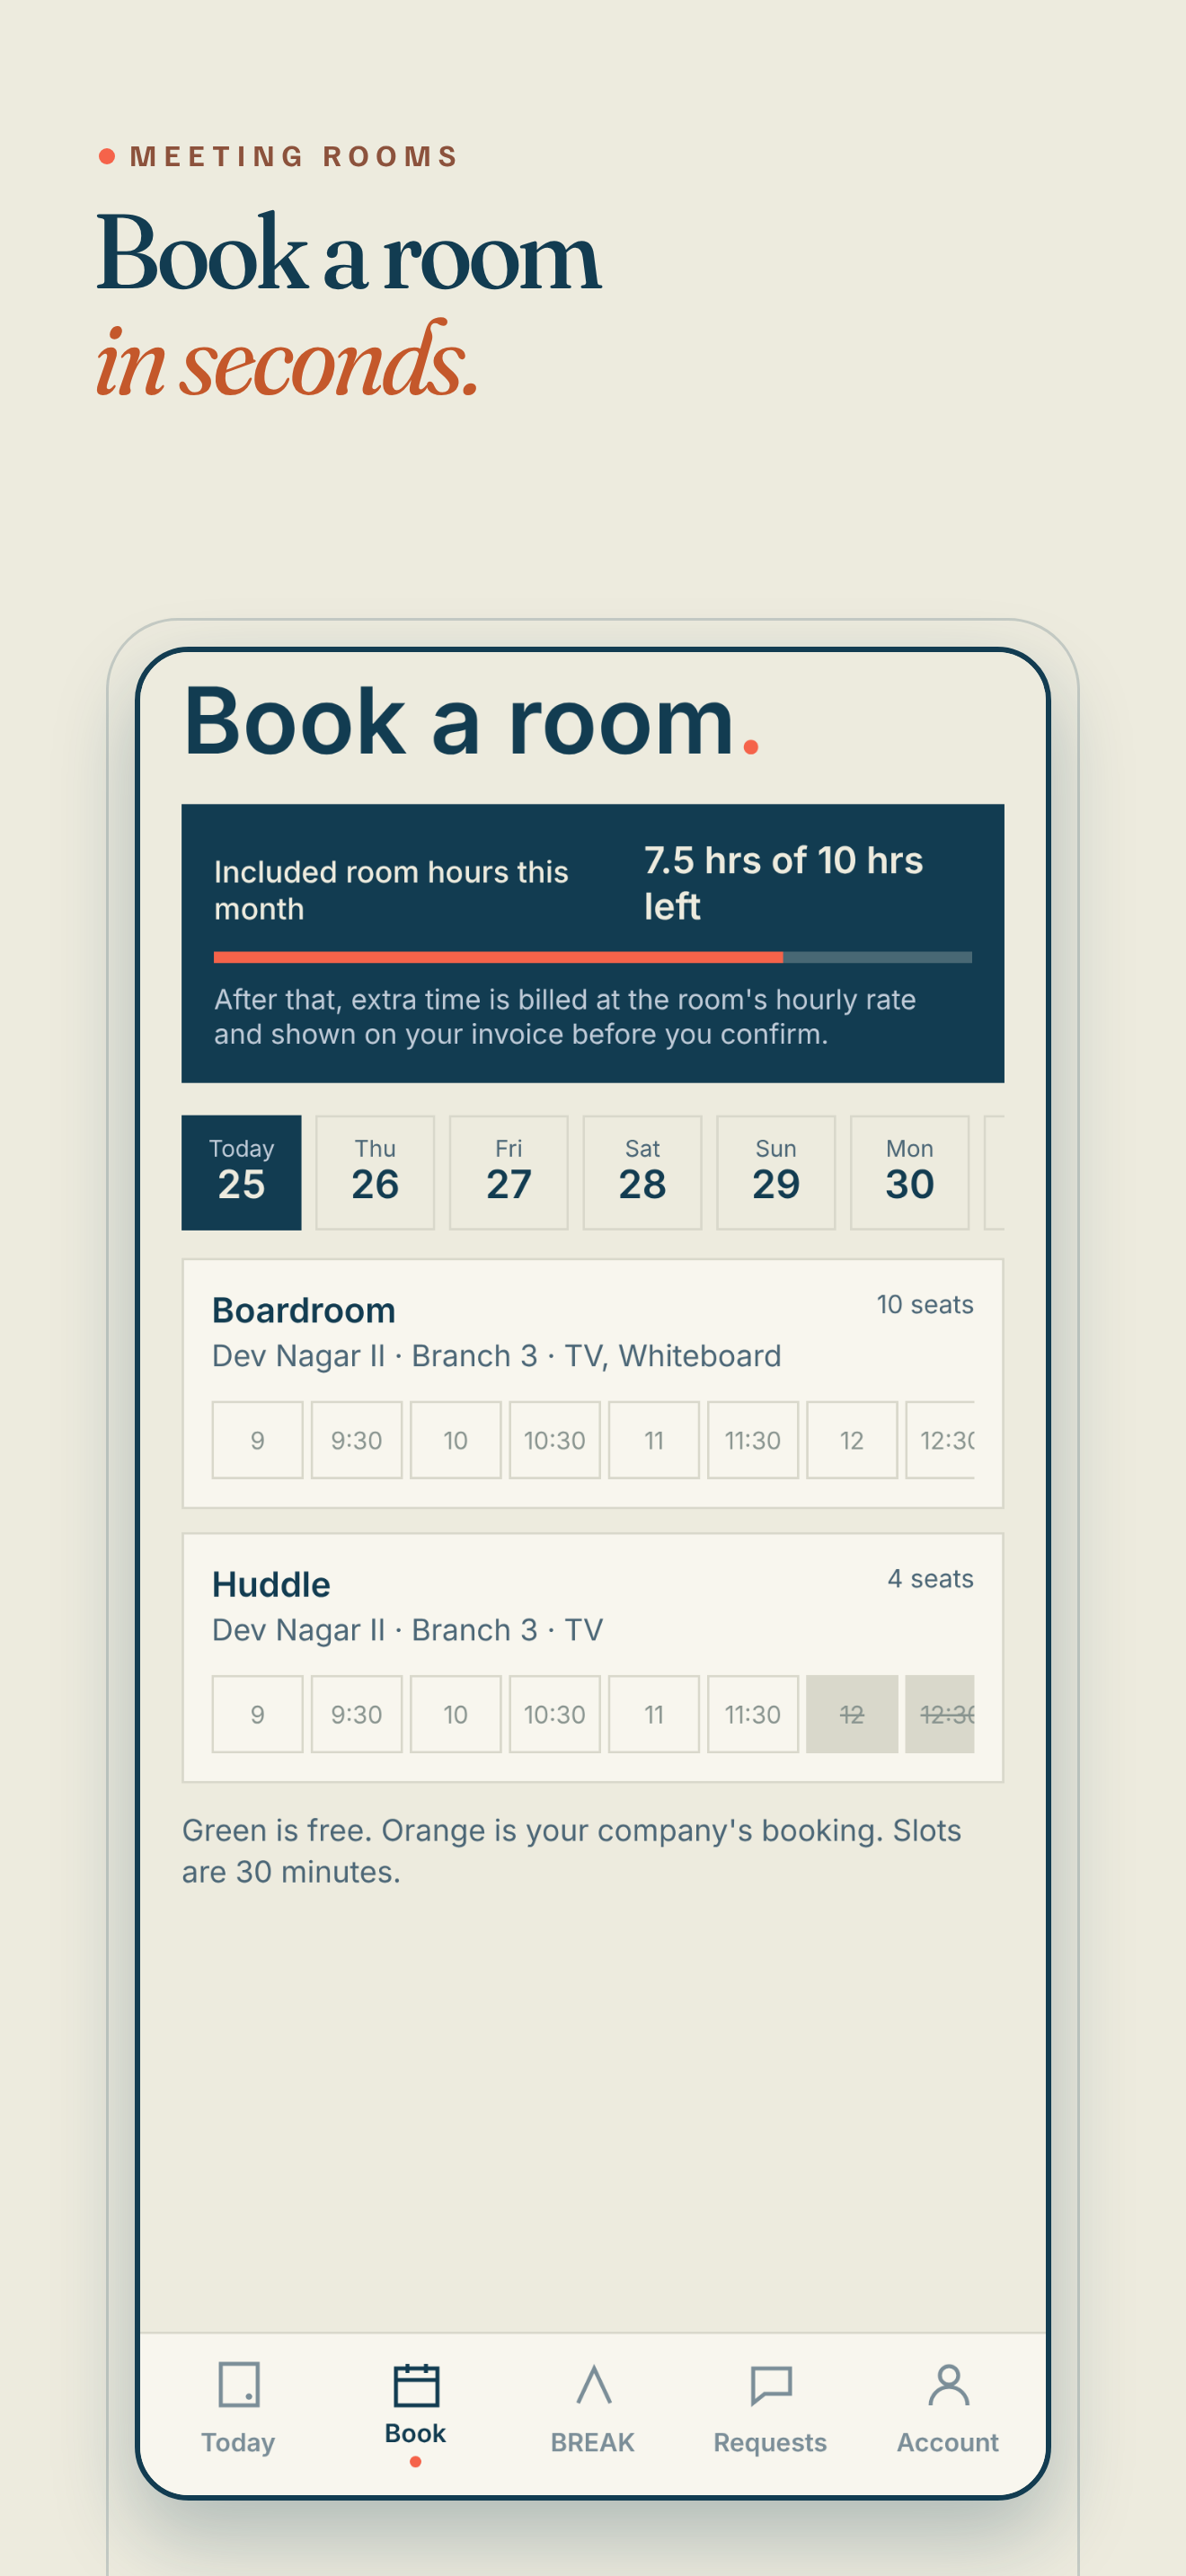 MEETING ROOMS
Book a room
in seconds.
Book a room.
Included room hours this
month
7.5 hrs of 10 hrs
left
After that, extra time is billed at the room's hourly rate
and shown on your invoice before you confirm.
Today Thu Fri Sat Sun Mon
25 26 27 28 29 30
Boardroom 10 seats
Dev Nagar II · Branch 3 · TV, Whiteboard
9 9:30 10 10:30 11 11:30 12 12:30
Huddle 4 seats
Dev Nagar II · Branch 3 · TV
9 9:30 10 10:30 11 11:30 12 12:30
Green is free. Orange is your company's booking. Slots
are 30 minutes.
Today Book BREAK Requests Account